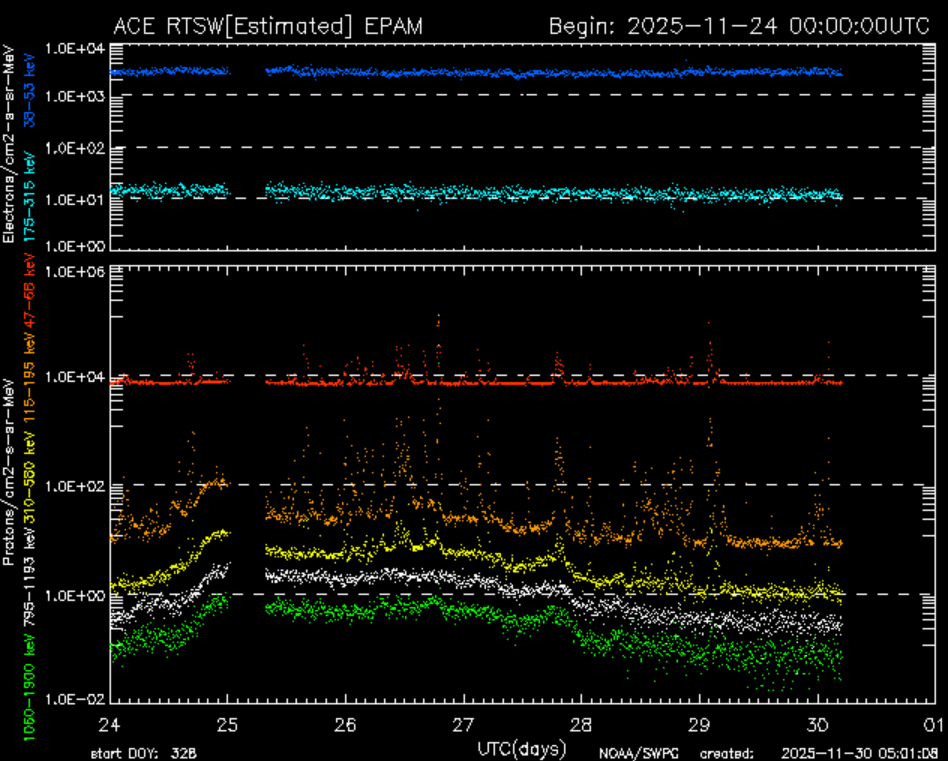 ACE RTSW[Estimated] EPAM Begin: 2025-11-24 00:00:00UTC
Electrons/cm2-s-sr-MeV
38-53 keV
175-315 keV
1.0E+04
1.0E+03
1.0E+02
1.0E+01
1.0E+00
Protons/cm2-s-sr-MeV
47-68 keV
115-195 keV
310-580 keV
795-1193 keV
1060-1900 keV
1.0E+06
1.0E+04
1.0E+02
1.0E+00
1.0E-02
24 25 26 27 28 29 30 01
start DOY: 328 UTC(days) NOAA/SWPC created: 2025-11-30 05:01:08